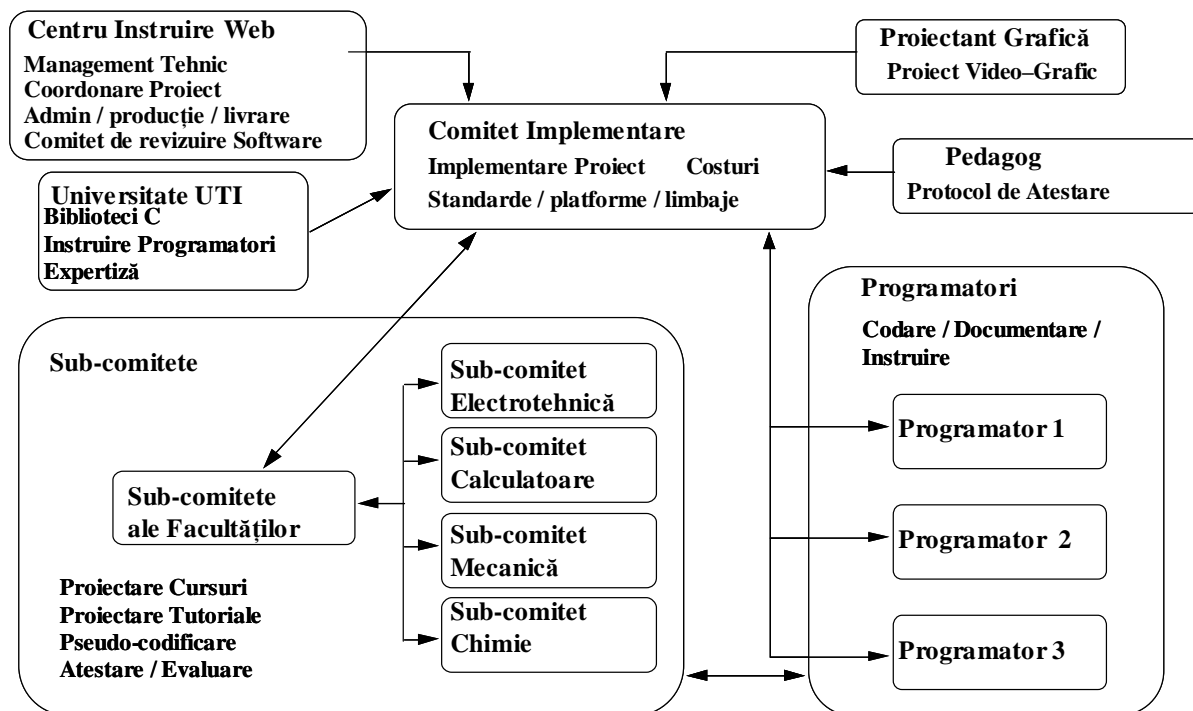 Centru Instruire Web
Management Tehnic
Coordonare Proiect
Admin / producție / livrare
Comitet de revizuire Software
Proiectant Grafică
Proiect Video–Grafic
Comitet Implementare
Implementare Proiect Costuri
Standarde / platforme / limbaje
Pedagog
Protocol de Atestare
Universitate UTI
Biblioteci C
Instruire Programatori
Expertiză
Sub-comitete
Sub-comitet
Electrotehnică
Sub-comitet
Calculatoare
Sub-comitete
ale Facultăților
Sub-comitet
Mecanică
Sub-comitet
Chimie
Proiectare Cursuri
Proiectare Tutoriale
Pseudo-codificare
Atestare / Evaluare
Programatori
Codare / Documentare /
Instruire
Programator 1
Programator 2
Programator 3